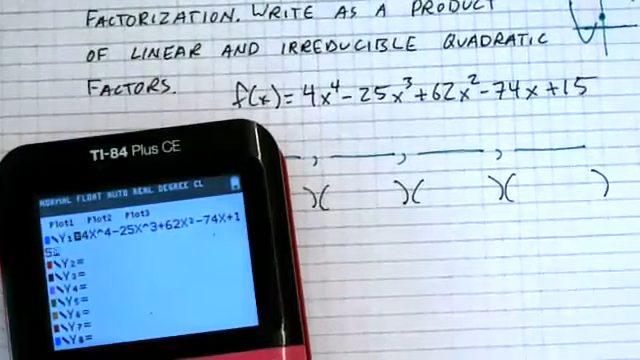 FACTORIZATION. WRITE AS A PRODUCT
OF LINEAR AND IRREDUCIBLE QUADRATIC
FACTORS. f(x) = 4x⁴ - 25x³ + 62x² - 74x + 15
, , ,
)( )( )( )
TI-84 Plus CE
NORMAL FLOAT AUTO REAL DEGREE CL
Plot1 Plot2 Plot3
\Y1=4X^4-25X^3+62X²-74X+1
5
\Y2=
\Y3=
\Y4=
\Y5=
\Y6=
\Y7=
\Y8=